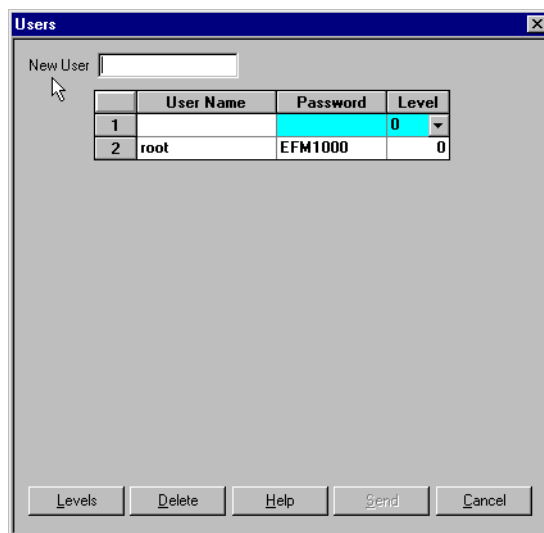 Users
New User
User Name Password Level
1 0
2 root EFM1000 0
Levels Delete Help Send Cancel